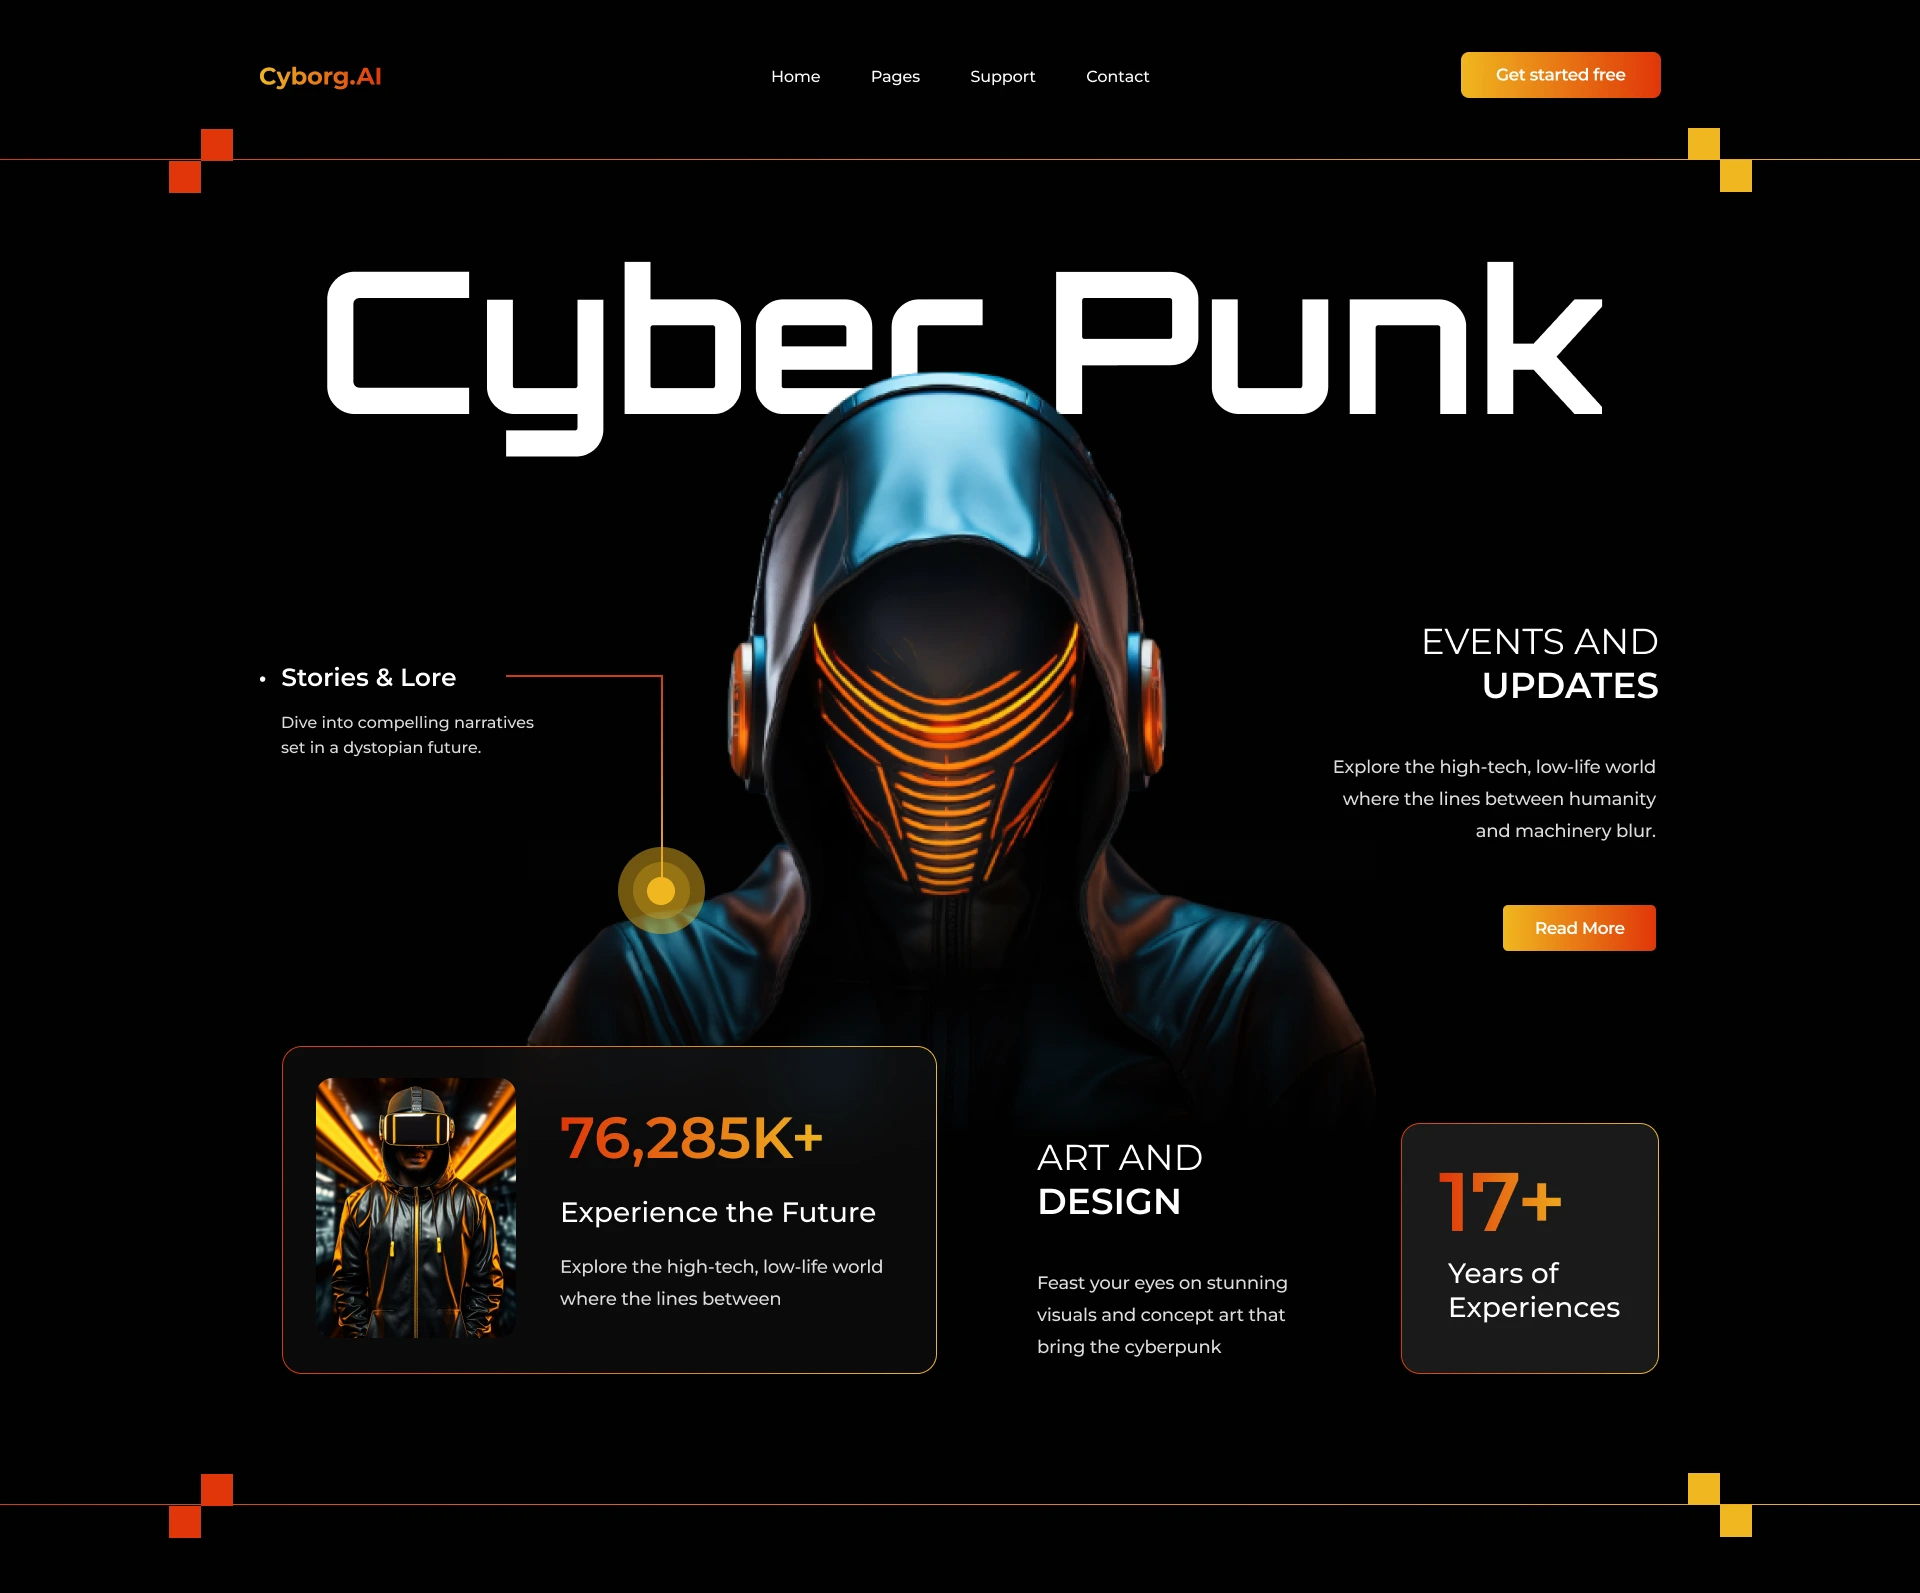 Cyborg.AI
Home
Pages
Support
Contact
Get started free
Cyber Punk
Stories & Lore
Dive into compelling narratives
set in a dystopian future.
EVENTS AND
UPDATES
Explore the high-tech, low-life world
where the lines between humanity
and machinery blur.
Read More
76,285K+
Experience the Future
Explore the high-tech, low-life world
where the lines between
ART AND
DESIGN
Feast your eyes on stunning
visuals and concept art that
bring the cyberpunk
17+
Years of
Experiences